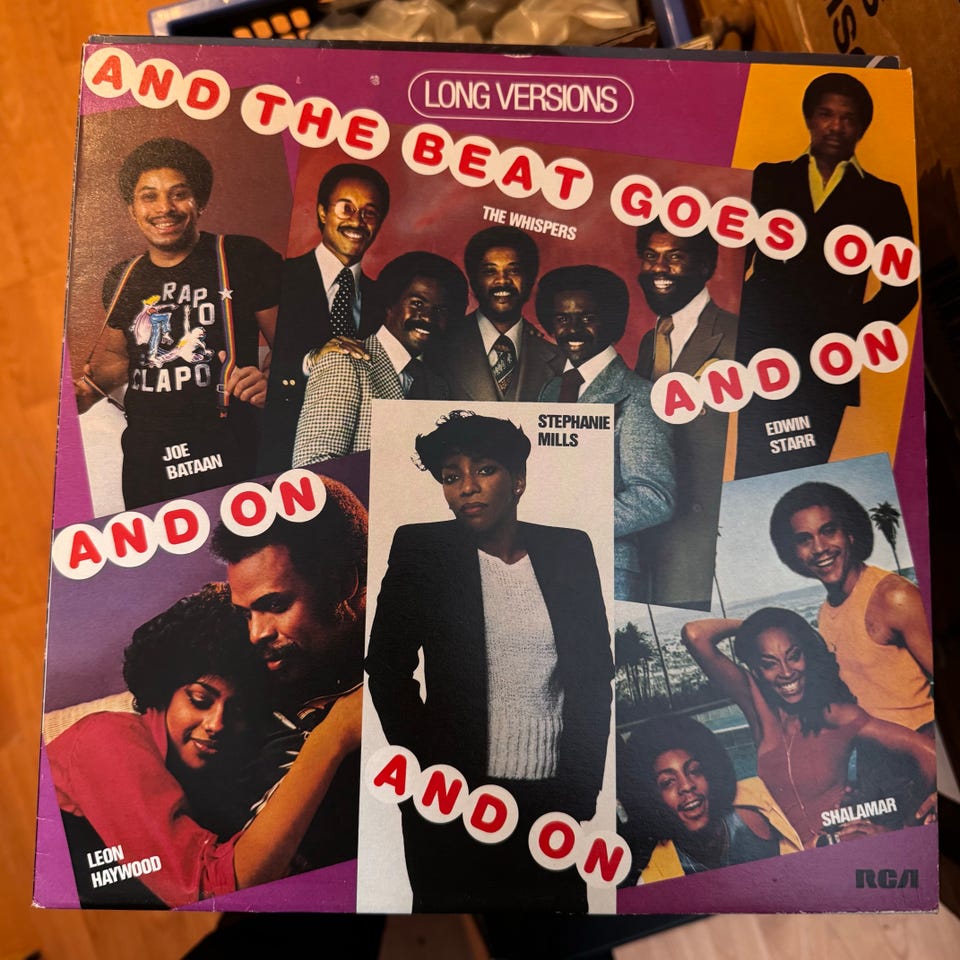 LONG VERSIONS
AND THE BEAT GOES ON
AND ON
AND ON
AND ON
THE WHISPERS
RAPO
CLAPO
JOE
BATAAN
STEPHANIE
MILLS
EDWIN
STARR
LEON
HAYWOOD
SHALAMAR
RCA